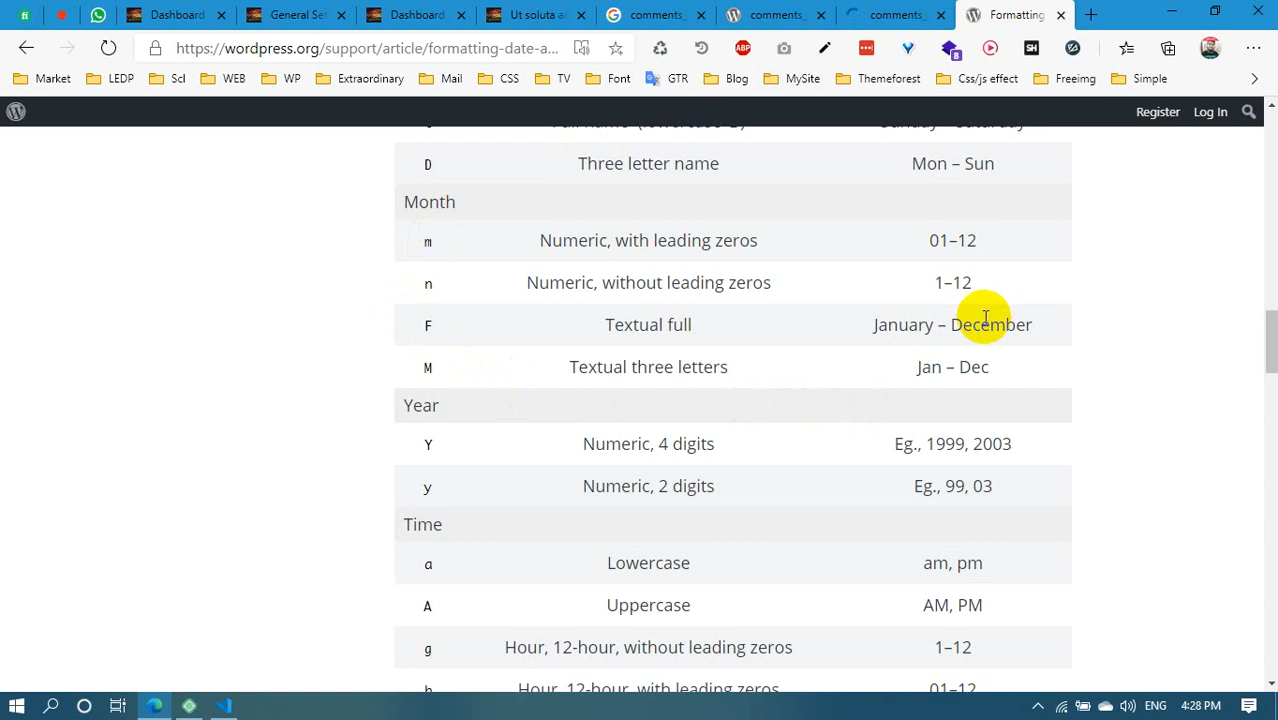 Dashboard
General Set
Dashboard
Ut soluta a
comments_
comments_
comments_
Formatting
https://wordpress.org/support/article/formatting-date-a...
ABP
SH
8
Market
LEDP
Scl
WEB
WP
Extraordinary
Mail
CSS
TV
Font
GTR
Blog
MySite
Themeforest
Css/js effect
Freeimg
Simple
Register
Log In
D Three letter name Mon – Sun
Month
m Numeric, with leading zeros 01–12
n Numeric, without leading zeros 1–12
F Textual full January – December
M Textual three letters Jan – Dec
Year
Y Numeric, 4 digits Eg., 1999, 2003
y Numeric, 2 digits Eg., 99, 03
Time
a Lowercase am, pm
A Uppercase AM, PM
g Hour, 12-hour, without leading zeros 1–12
h Hour, 12-hour, with leading zeros 01–12
ENG
4:28 PM